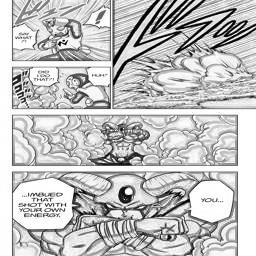 SAY
WHAT
?!
DID
I DO
THAT?!
HUH?
YOU...
...IMBUED
THAT
SHOT WITH
YOUR OWN
ENERGY.